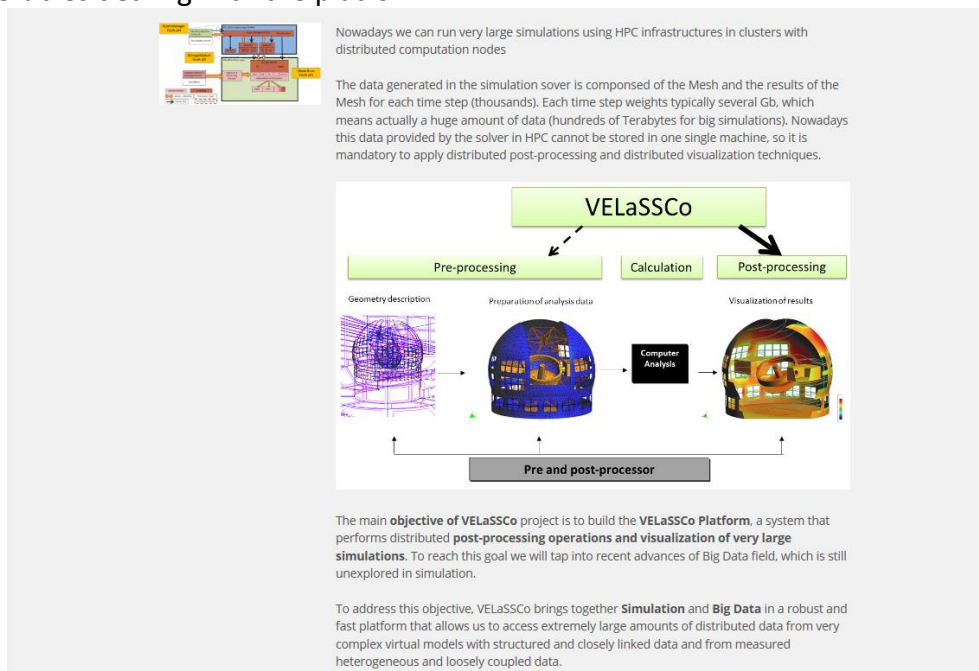 Nowadays we can run very large simulations using HPC infrastructures in clusters with
distributed computation nodes
The data generated in the simulation sover is componsed of the Mesh and the results of the
Mesh for each time step (thousands). Each time step weights typically several Gb, which
means actually a huge amount of data (hundreds of Terabytes for big simulations). Nowadays
this data provided by the solver in HPC cannot be stored in one single machine, so it is
mandatory to apply distributed post-processing and distributed visualization techniques.
VELaSSCo
Pre-processing
Calculation
Post-processing
Geometry description
Preparation of analysis data
Visualization of results
Computer
Analysis
Pre and post-processor
The main objective of VELaSSCo project is to build the VELaSSCo Platform, a system that
performs distributed post-processing operations and visualization of very large
simulations. To reach this goal we will tap into recent advances of Big Data field, which is still
unexplored in simulation.
To address this objective, VELaSSCo brings together Simulation and Big Data in a robust and
fast platform that allows us to access extremely large amounts of distributed data from very
complex virtual models with structured and closely linked data and from measured
heterogeneous and loosely coupled data.